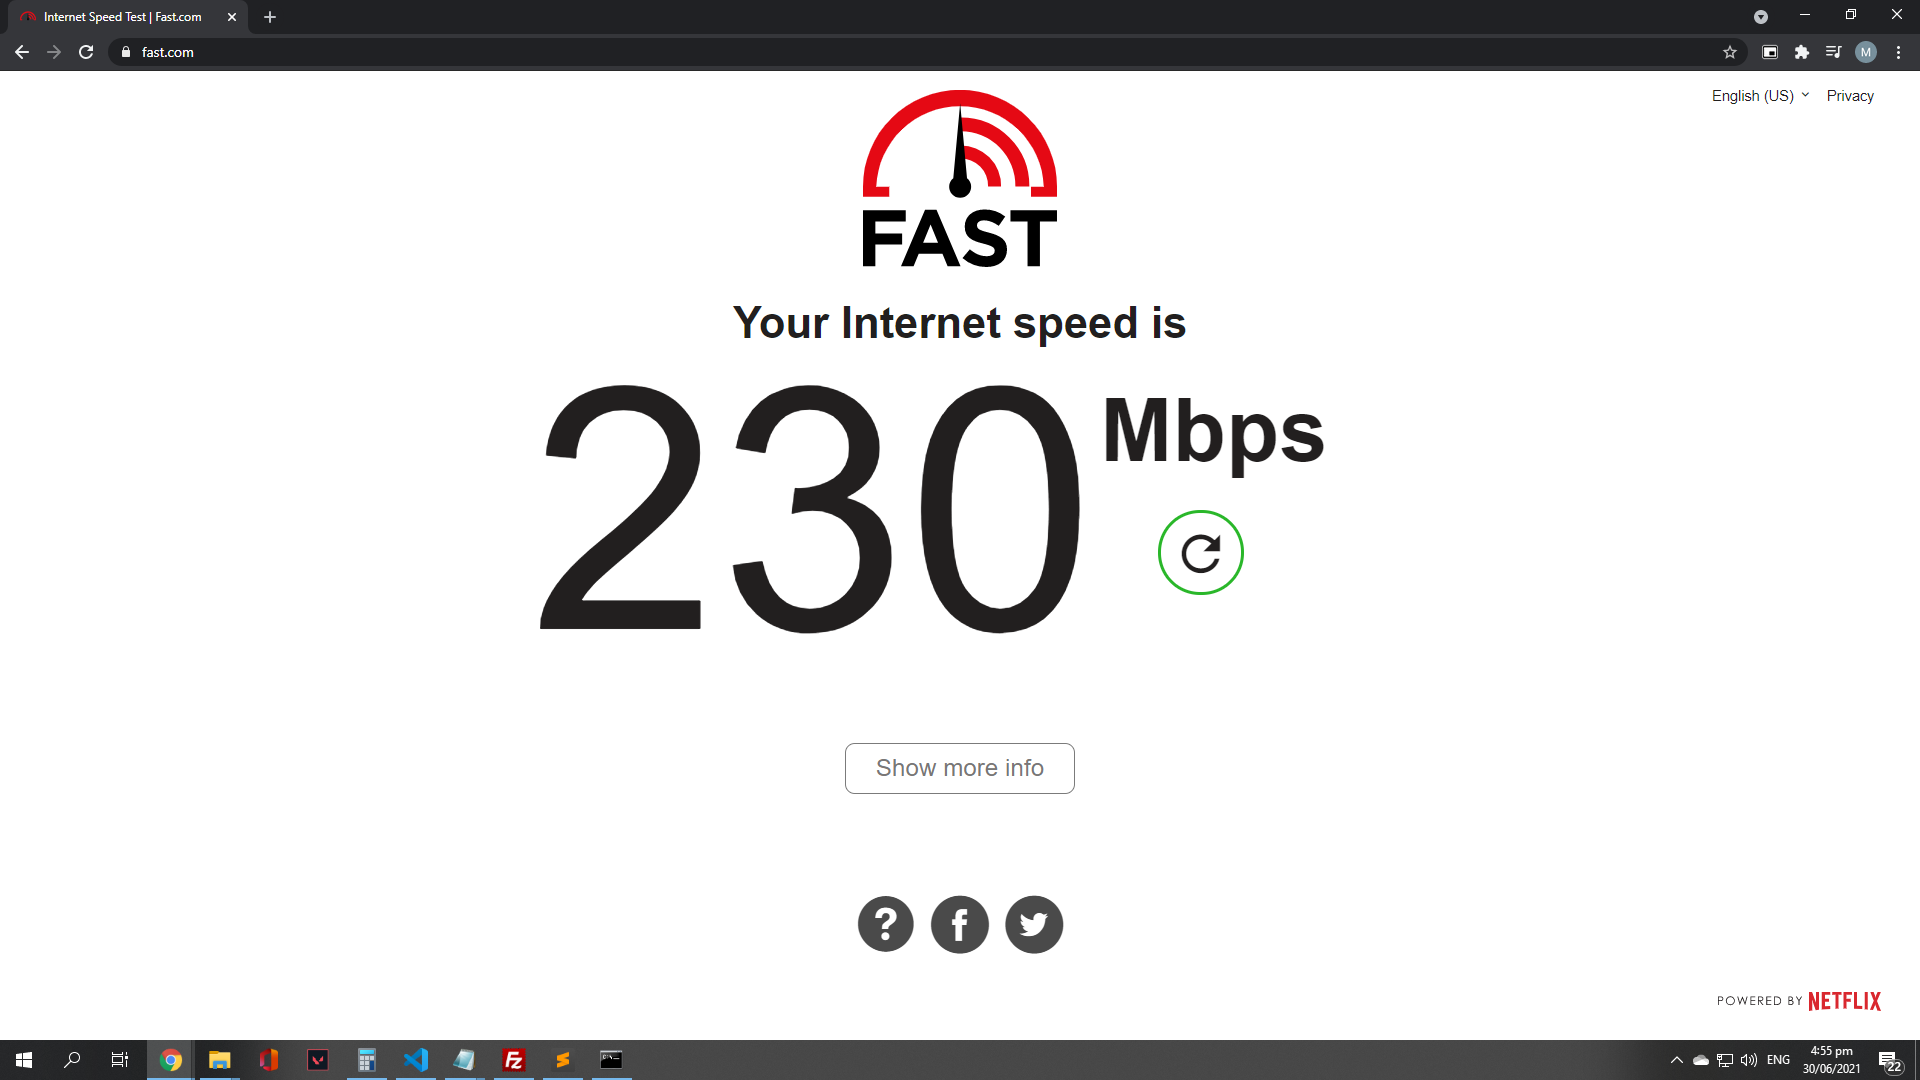 Internet Speed Test | Fast.com
fast.com
M
English (US) Privacy
FAST
Your Internet speed is
230 Mbps
Show more info
POWERED BY NETFLIX
ENG
4:55 pm
30/06/2021
22